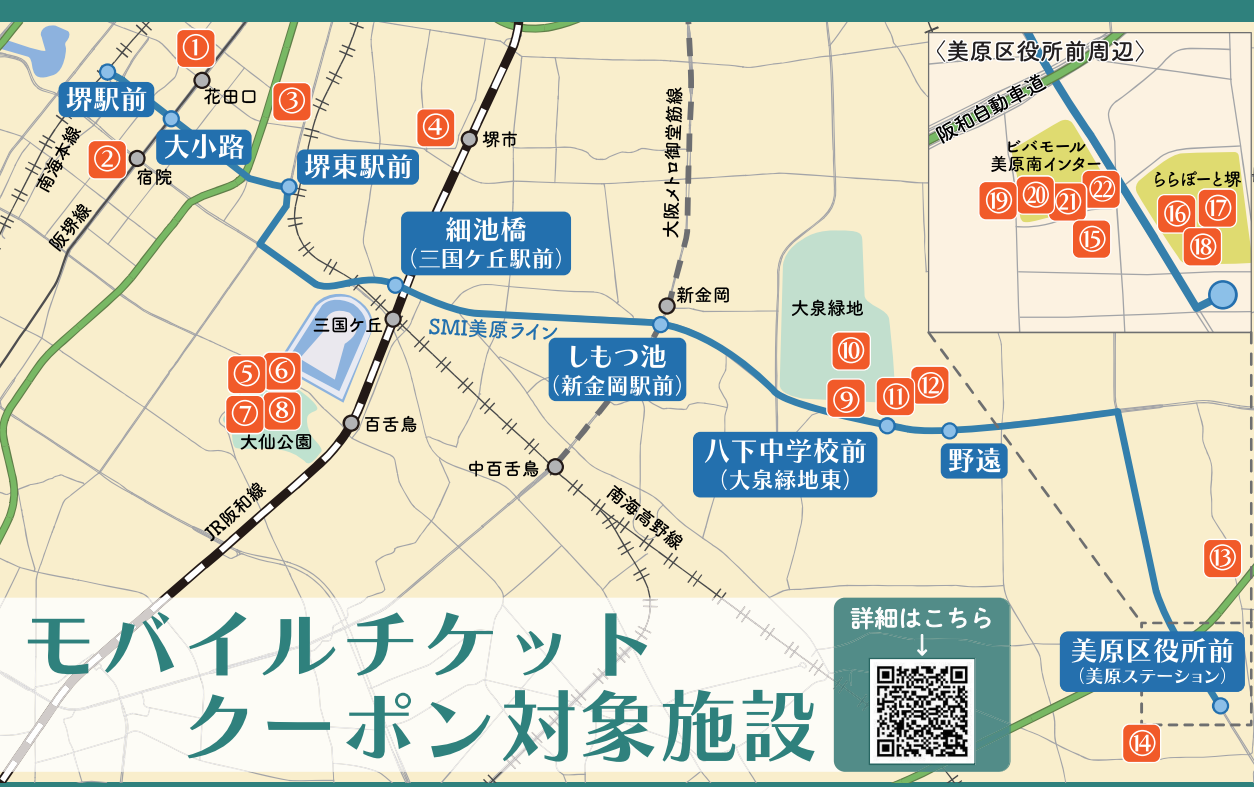 ①
花田口
堺駅前
大小路
②
宿院
南海本線
阪堺線
③
堺東駅前
④
堺市
細池橋
(三国ケ丘駅前)
三国ケ丘
SMI美原ライン
大阪メトロ御堂筋線
新金岡
しもつ池
(新金岡駅前)
⑤
⑥
⑦
⑧
大仙公園
百舌鳥
中百舌鳥
JR阪和線
南海高野線
大泉緑地
⑩
⑨
⑪
⑫
八下中学校前
(大泉緑地東)
野遠
〈美原区役所前周辺〉
阪和自動車道
ビバモール
美原南インター
⑲
⑳
㉑
㉒
⑮
ららぽーと堺
⑯
⑰
⑱
⑬
美原区役所前
(美原ステーション)
⑭
モバイルチケット
クーポン対象施設
詳細はこちら
↓